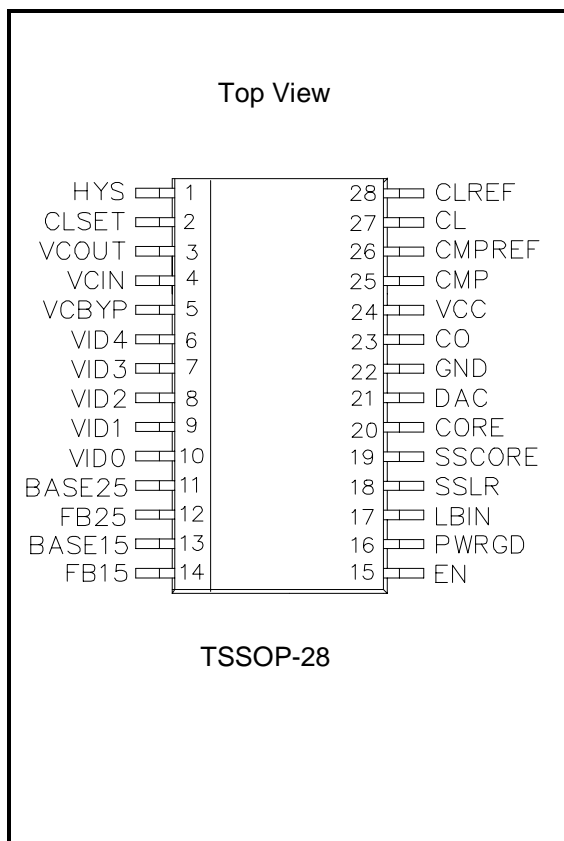 Top View
HYS 1 28 CLREF
CLSET 2 27 CL
VCOUT 3 26 CMPREF
VCIN 4 25 CMP
VCBYP 5 24 VCC
VID4 6 23 CO
VID3 7 22 GND
VID2 8 21 DAC
VID1 9 20 CORE
VID0 10 19 SSCORE
BASE25 11 18 SSLR
FB25 12 17 LBIN
BASE15 13 16 PWRGD
FB15 14 15 EN
TSSOP-28